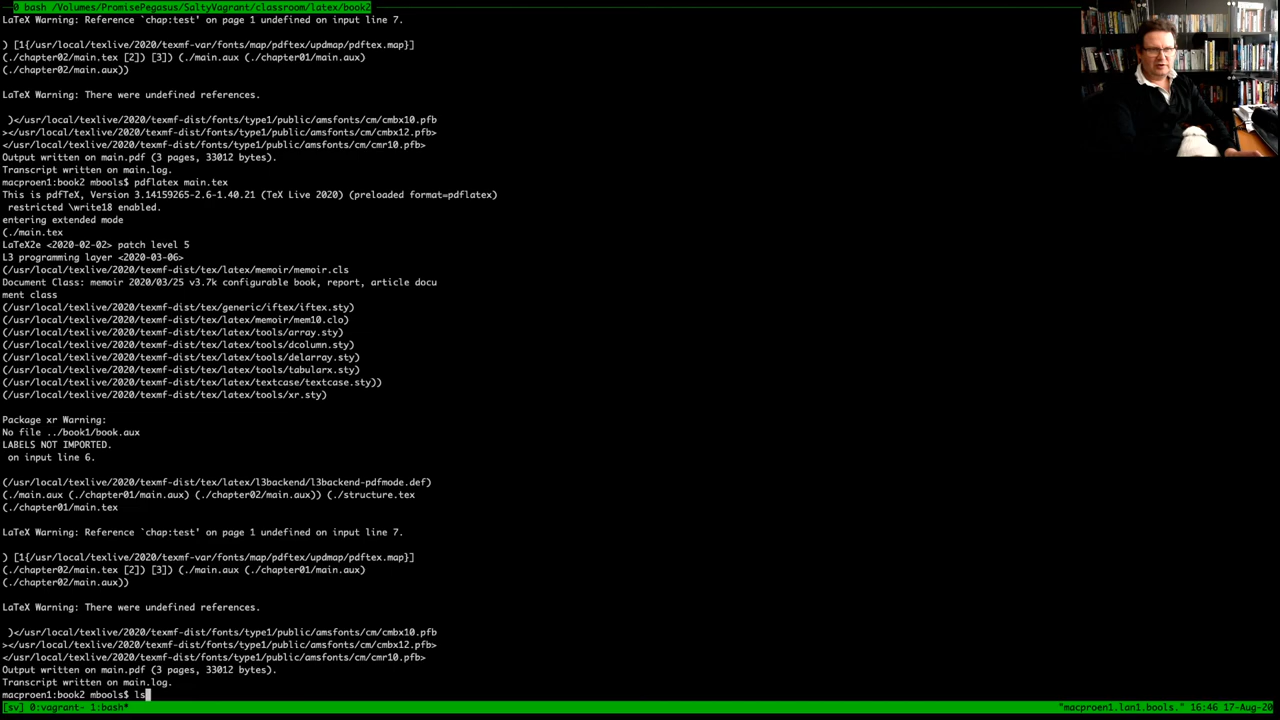 0 bash /Volumes/PromisePegasus/SaltyVagrant/classroom/latex/book2
LaTeX Warning: Reference `chap:test' on page 1 undefined on input line 7.
) [1{/usr/local/texlive/2020/texmf-var/fonts/map/pdftex/updmap/pdftex.map}]
(./chapter02/main.tex [2]) [3]) (./main.aux (./chapter01/main.aux)
(./chapter02/main.aux))
LaTeX Warning: There were undefined references.
)</usr/local/texlive/2020/texmf-dist/fonts/type1/public/amsfonts/cm/cmbx10.pfb
></usr/local/texlive/2020/texmf-dist/fonts/type1/public/amsfonts/cm/cmbx12.pfb>
</usr/local/texlive/2020/texmf-dist/fonts/type1/public/amsfonts/cm/cmr10.pfb>
Output written on main.pdf (3 pages, 33012 bytes).
Transcript written on main.log.
macproen1:book2 mbools$ pdflatex main.tex
This is pdfTeX, Version 3.14159265-2.6-1.40.21 (TeX Live 2020) (preloaded format=pdflatex)
restricted \write18 enabled.
entering extended mode
(./main.tex
LaTeX2e <2020-02-02> patch level 5
L3 programming layer <2020-03-06>
(/usr/local/texlive/2020/texmf-dist/tex/latex/memoir/memoir.cls
Document Class: memoir 2020/03/25 v3.7k configurable book, report, article docu
ment class
(/usr/local/texlive/2020/texmf-dist/tex/generic/iftex/iftex.sty)
(/usr/local/texlive/2020/texmf-dist/tex/latex/memoir/mem10.clo)
(/usr/local/texlive/2020/texmf-dist/tex/latex/tools/array.sty)
(/usr/local/texlive/2020/texmf-dist/tex/latex/tools/dcolumn.sty)
(/usr/local/texlive/2020/texmf-dist/tex/latex/tools/delarray.sty)
(/usr/local/texlive/2020/texmf-dist/tex/latex/tools/tabularx.sty)
(/usr/local/texlive/2020/texmf-dist/tex/latex/textcase/textcase.sty))
(/usr/local/texlive/2020/texmf-dist/tex/latex/tools/xr.sty)
Package xr Warning:
No file ../book1/book.aux
LABELS NOT IMPORTED.
on input line 6.
(/usr/local/texlive/2020/texmf-dist/tex/latex/l3backend/l3backend-pdfmode.def)
(./main.aux (./chapter01/main.aux) (./chapter02/main.aux)) (./structure.tex
(./chapter01/main.tex
LaTeX Warning: Reference `chap:test' on page 1 undefined on input line 7.
) [1{/usr/local/texlive/2020/texmf-var/fonts/map/pdftex/updmap/pdftex.map}]
(./chapter02/main.tex [2]) [3]) (./main.aux (./chapter01/main.aux)
(./chapter02/main.aux))
LaTeX Warning: There were undefined references.
)</usr/local/texlive/2020/texmf-dist/fonts/type1/public/amsfonts/cm/cmbx10.pfb
></usr/local/texlive/2020/texmf-dist/fonts/type1/public/amsfonts/cm/cmbx12.pfb>
</usr/local/texlive/2020/texmf-dist/fonts/type1/public/amsfonts/cm/cmr10.pfb>
Output written on main.pdf (3 pages, 33012 bytes).
Transcript written on main.log.
macproen1:book2 mbools$ ls
[sv] 0:vagrant- 1:bash* "macproen1.lan1.bools." 16:46 17-Aug-20